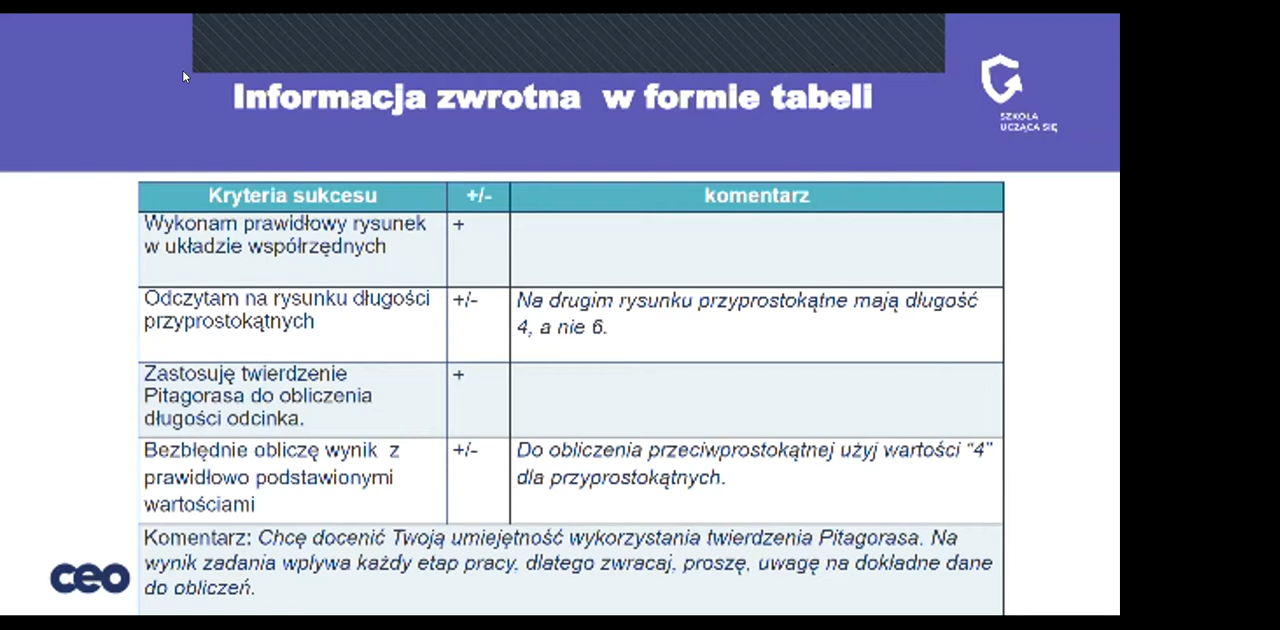 Informacja zwrotna w formie tabeli
SZKOŁA
UCZĄCA SIĘ
Kryteria sukcesu +/- komentarz
Wykonam prawidłowy rysunek +
w układzie współrzędnych
Odczytam na rysunku długości +/- Na drugim rysunku przyprostokątne mają długość
przyprostokątnych 4, a nie 6.
Zastosuję twierdzenie +
Pitagorasa do obliczenia
długości odcinka.
Bezbłędnie obliczę wynik z +/- Do obliczenia przeciwprostokątnej użyj wartości "4"
prawidłowo podstawionymi dla przyprostokątnych.
wartościami
Komentarz: Chcę docenić Twoją umiejętność wykorzystania twierdzenia Pitagorasa. Na
wynik zadania wpływa każdy etap pracy, dlatego zwracaj, proszę, uwagę na dokładne dane
do obliczeń.
ceo